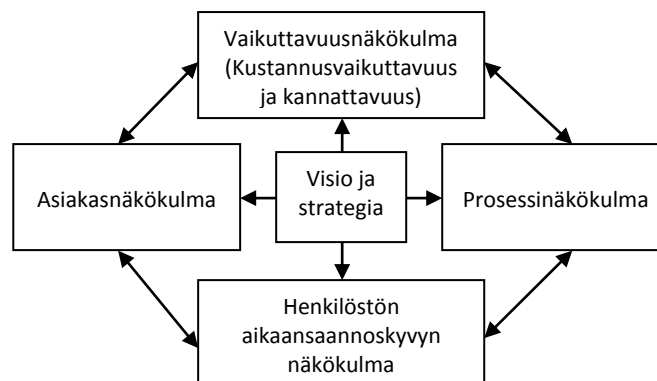 Vaikuttavuusnäkökulma
(Kustannusvaikuttavuus
ja kannattavuus)
Asiakasnäkökulma
Visio ja
strategia
Prosessinäkökulma
Henkilöstön
aikaansaannoskyvyn
näkökulma